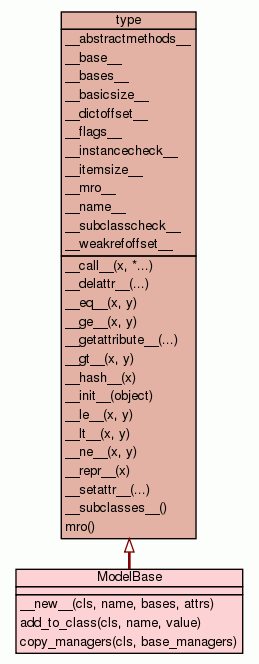 type
__abstractmethods__
__base__
__bases__
__basicsize__
__dictoffset__
__flags__
__instancecheck__
__itemsize__
__mro__
__name__
__subclasscheck__
__weakrefoffset__
__call__(x, *...)
__delattr__(...)
__eq__(x, y)
__ge__(x, y)
__getattribute__(...)
__gt__(x, y)
__hash__(x)
__init__(object)
__le__(x, y)
__lt__(x, y)
__ne__(x, y)
__repr__(x)
__setattr__(...)
__subclasses__()
mro()
ModelBase
__new__(cls, name, bases, attrs)
add_to_class(cls, name, value)
copy_managers(cls, base_managers)